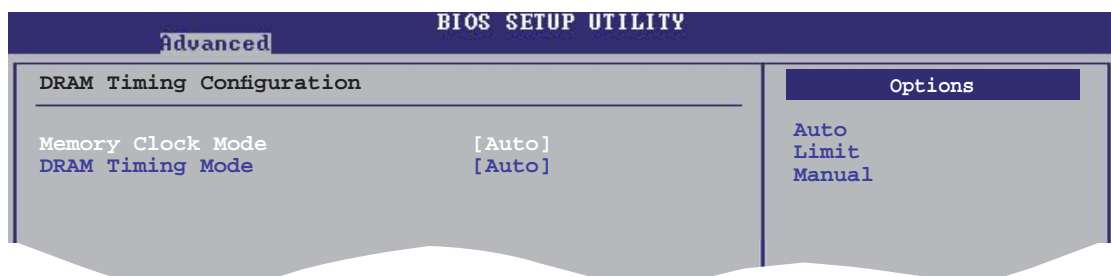 BIOS SETUP UTILITY
Advanced
DRAM Timing Configuration
Memory Clock Mode [Auto]
DRAM Timing Mode [Auto]
Options
Auto
Limit
Manual